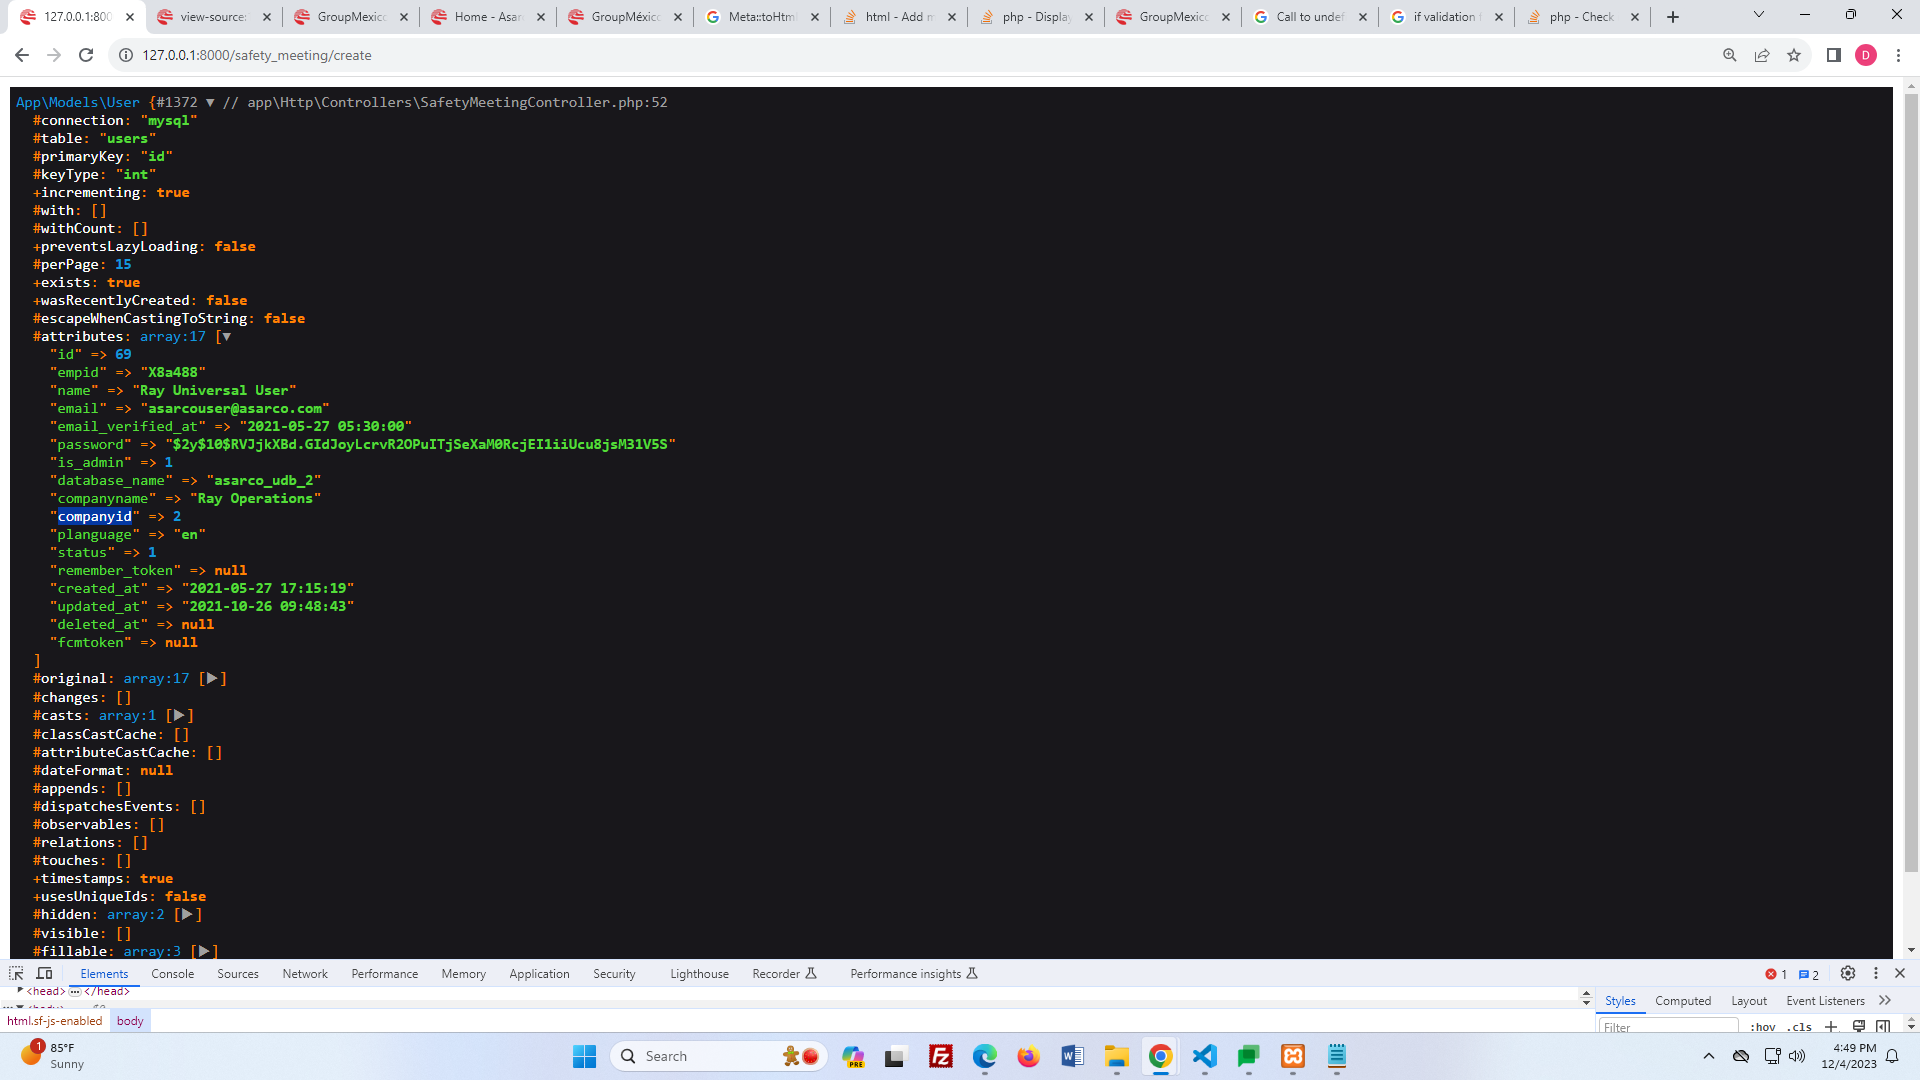 127.0.0.1:800
view-source:
GroupMexico
Home - Asar
GroupMéxico
Meta::toHtml
html - Add m
php - Display
GroupMexico
Call to undef
if validation f
php - Check
127.0.0.1:8000/safety_meeting/create
D
App\Models\User {#1372 ▼ // app\Http\Controllers\SafetyMeetingController.php:52
#connection: "mysql"
#table: "users"
#primaryKey: "id"
#keyType: "int"
+incrementing: true
#with: []
#withCount: []
+preventsLazyLoading: false
#perPage: 15
+exists: true
+wasRecentlyCreated: false
#escapeWhenCastingToString: false
#attributes: array:17 [▼
"id" => 69
"empid" => "X8a488"
"name" => "Ray Universal User"
"email" => "asarcouser@asarco.com"
"email_verified_at" => "2021-05-27 05:30:00"
"password" => "$2y$10$RVJjkXBd.GIdJoyLcrvR2OPuITjSeXaM0RcjEI1iiUcu8jsM31V5S"
"is_admin" => 1
"database_name" => "asarco_udb_2"
"companyname" => "Ray Operations"
"companyid" => 2
"planguage" => "en"
"status" => 1
"remember_token" => null
"created_at" => "2021-05-27 17:15:19"
"updated_at" => "2021-10-26 09:48:43"
"deleted_at" => null
"fcmtoken" => null
]
#original: array:17 [▶]
#changes: []
#casts: array:1 [▶]
#classCastCache: []
#attributeCastCache: []
#dateFormat: null
#appends: []
#dispatchesEvents: []
#observables: []
#relations: []
#touches: []
+timestamps: true
+usesUniqueIds: false
#hidden: array:2 [▶]
#visible: []
#fillable: array:3 [▶]
Elements Console Sources Network Performance Memory Application Security Lighthouse Recorder Performance insights 1 2
▶<head>…</head>
Styles Computed Layout Event Listeners »
html.sf-js-enabled body
Filter :hov .cls +
1
85°F
Sunny
Search
PRE
4:49 PM
12/4/2023